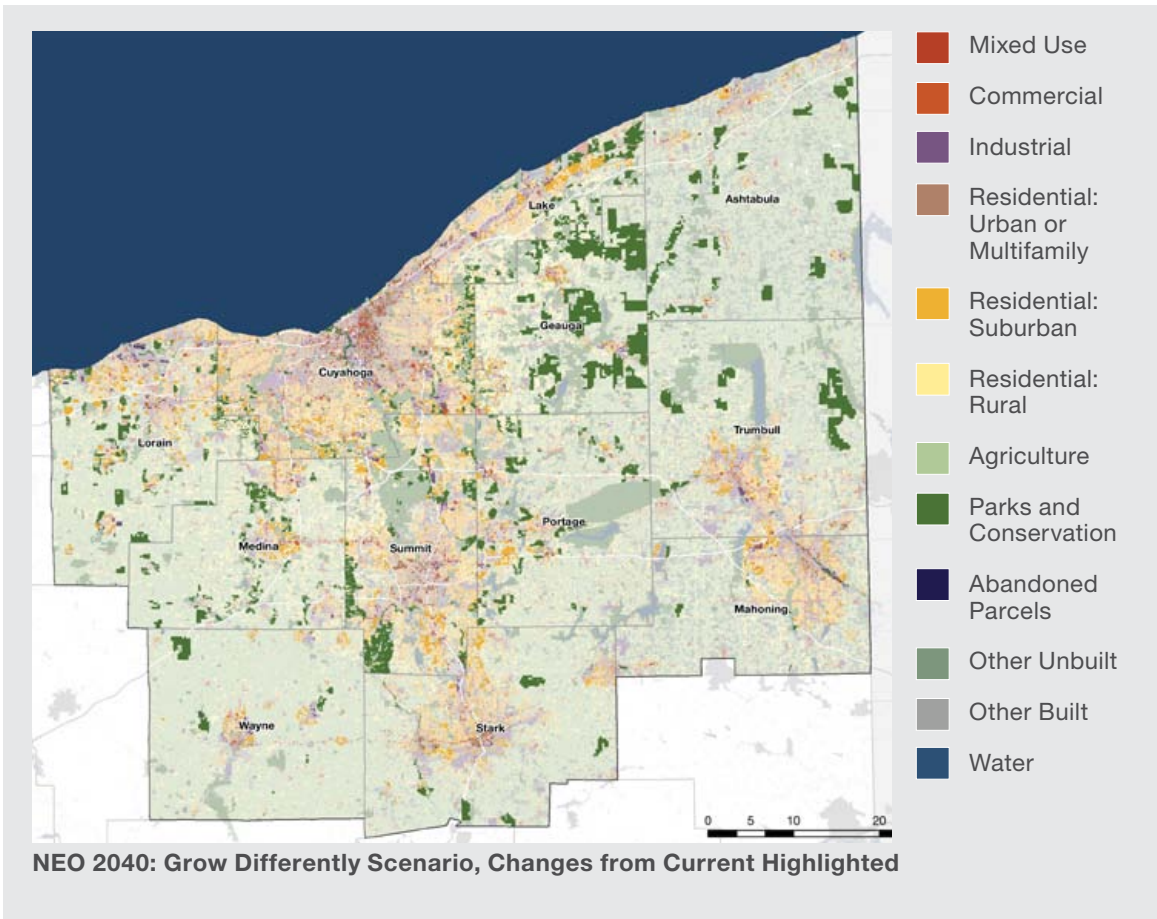 Mixed Use
Commercial
Industrial
Residential:
Urban or
Multifamily
Residential:
Suburban
Residential:
Rural
Agriculture
Parks and
Conservation
Abandoned
Parcels
Other Unbuilt
Other Built
Water
Lake
Ashtabula
Geauga
Cuyahoga
Lorain
Trumbull
Portage
Medina
Summit
Mahoning
Wayne
Stark
0 5 10 20
NEO 2040: Grow Differently Scenario, Changes from Current Highlighted